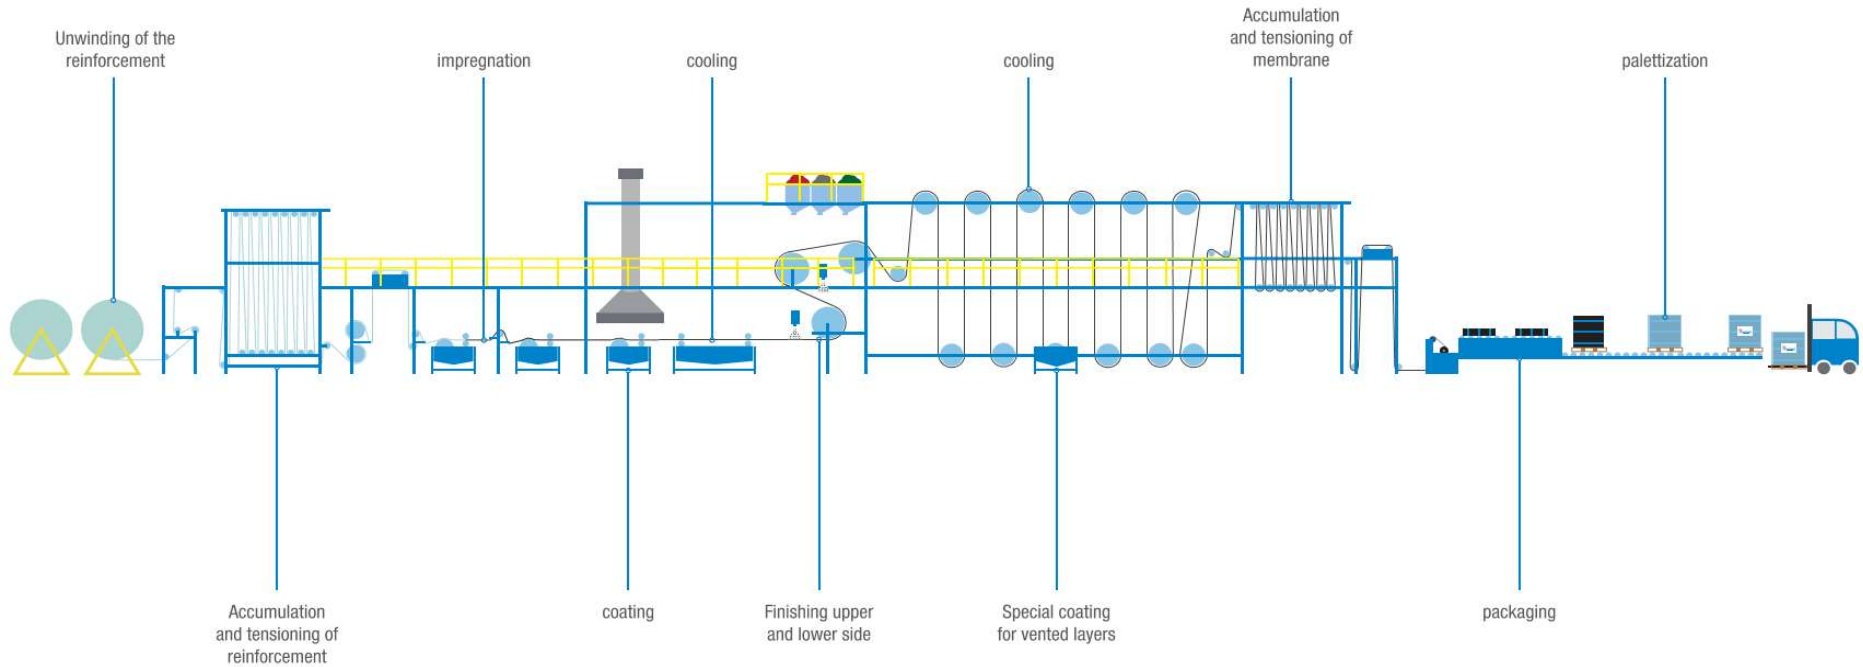 Unwinding of the
reinforcement
impregnation
cooling
cooling
Accumulation
and tensioning of
membrane
palettization
Accumulation
and tensioning of
reinforcement
coating
Finishing upper
and lower side
Special coating
for vented layers
packaging